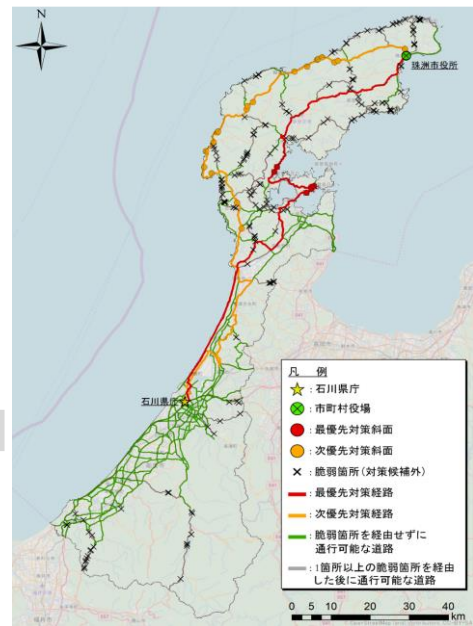 N
珠洲市役所
石川県庁
凡 例
：石川県庁
：市町村役場
：最優先対策斜面
：次優先対策斜面
：脆弱箇所(対策候補外)
：最優先対策経路
：次優先対策経路
：脆弱箇所を経由せずに
通行可能な道路
：1箇所以上の脆弱箇所を経由
した後に通行可能な道路
0 5 10 20 30 40
km